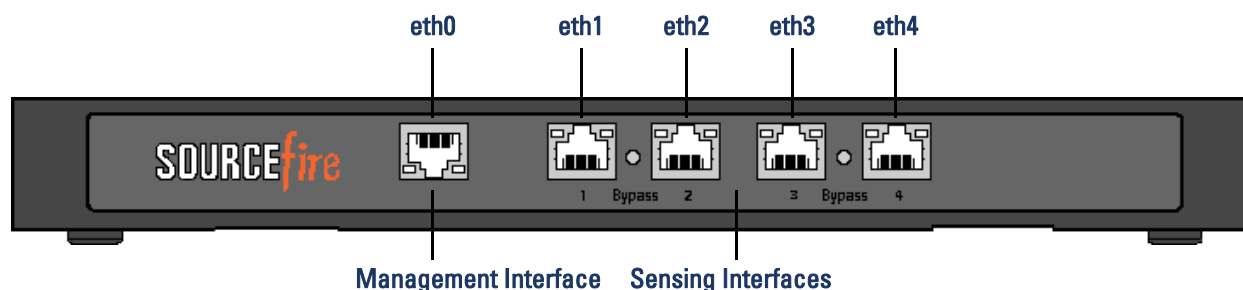 eth0 eth1 eth2 eth3 eth4
SOURCEfire
1 Bypass 2 3 Bypass 4
Management Interface Sensing Interfaces